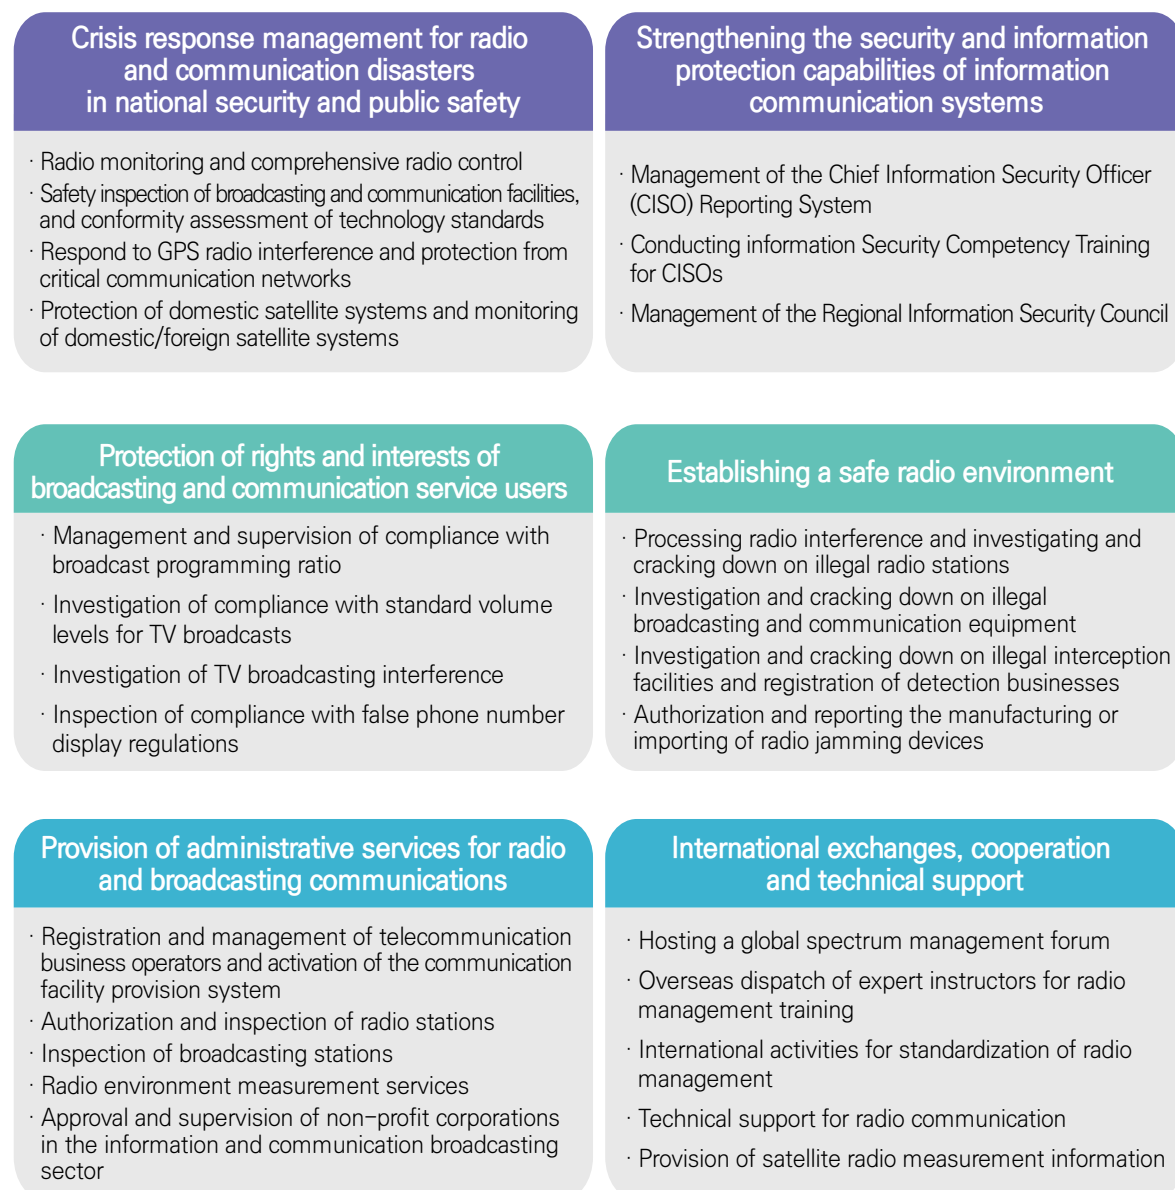 Crisis response management for radio
and communication disasters
in national security and public safety
· Radio monitoring and comprehensive radio control
· Safety inspection of broadcasting and communication facilities,
and conformity assessment of technology standards
· Respond to GPS radio interference and protection from
critical communication networks
· Protection of domestic satellite systems and monitoring
of domestic/foreign satellite systems
Strengthening the security and information
protection capabilities of information
communication systems
· Management of the Chief Information Security Officer
(CISO) Reporting System
· Conducting information Security Competency Training
for CISOs
· Management of the Regional Information Security Council
Protection of rights and interests of
broadcasting and communication service users
· Management and supervision of compliance with
broadcast programming ratio
· Investigation of compliance with standard volume
levels for TV broadcasts
· Investigation of TV broadcasting interference
· Inspection of compliance with false phone number
display regulations
Establishing a safe radio environment
· Processing radio interference and investigating and
cracking down on illegal radio stations
· Investigation and cracking down on illegal
broadcasting and communication equipment
· Investigation and cracking down on illegal interception
facilities and registration of detection businesses
· Authorization and reporting the manufacturing or
importing of radio jamming devices
Provision of administrative services for radio
and broadcasting communications
· Registration and management of telecommunication
business operators and activation of the communication
facility provision system
· Authorization and inspection of radio stations
· Inspection of broadcasting stations
· Radio environment measurement services
· Approval and supervision of non-profit corporations
in the information and communication broadcasting
sector
International exchanges, cooperation
and technical support
· Hosting a global spectrum management forum
· Overseas dispatch of expert instructors for radio
management training
· International activities for standardization of radio
management
· Technical support for radio communication
· Provision of satellite radio measurement information